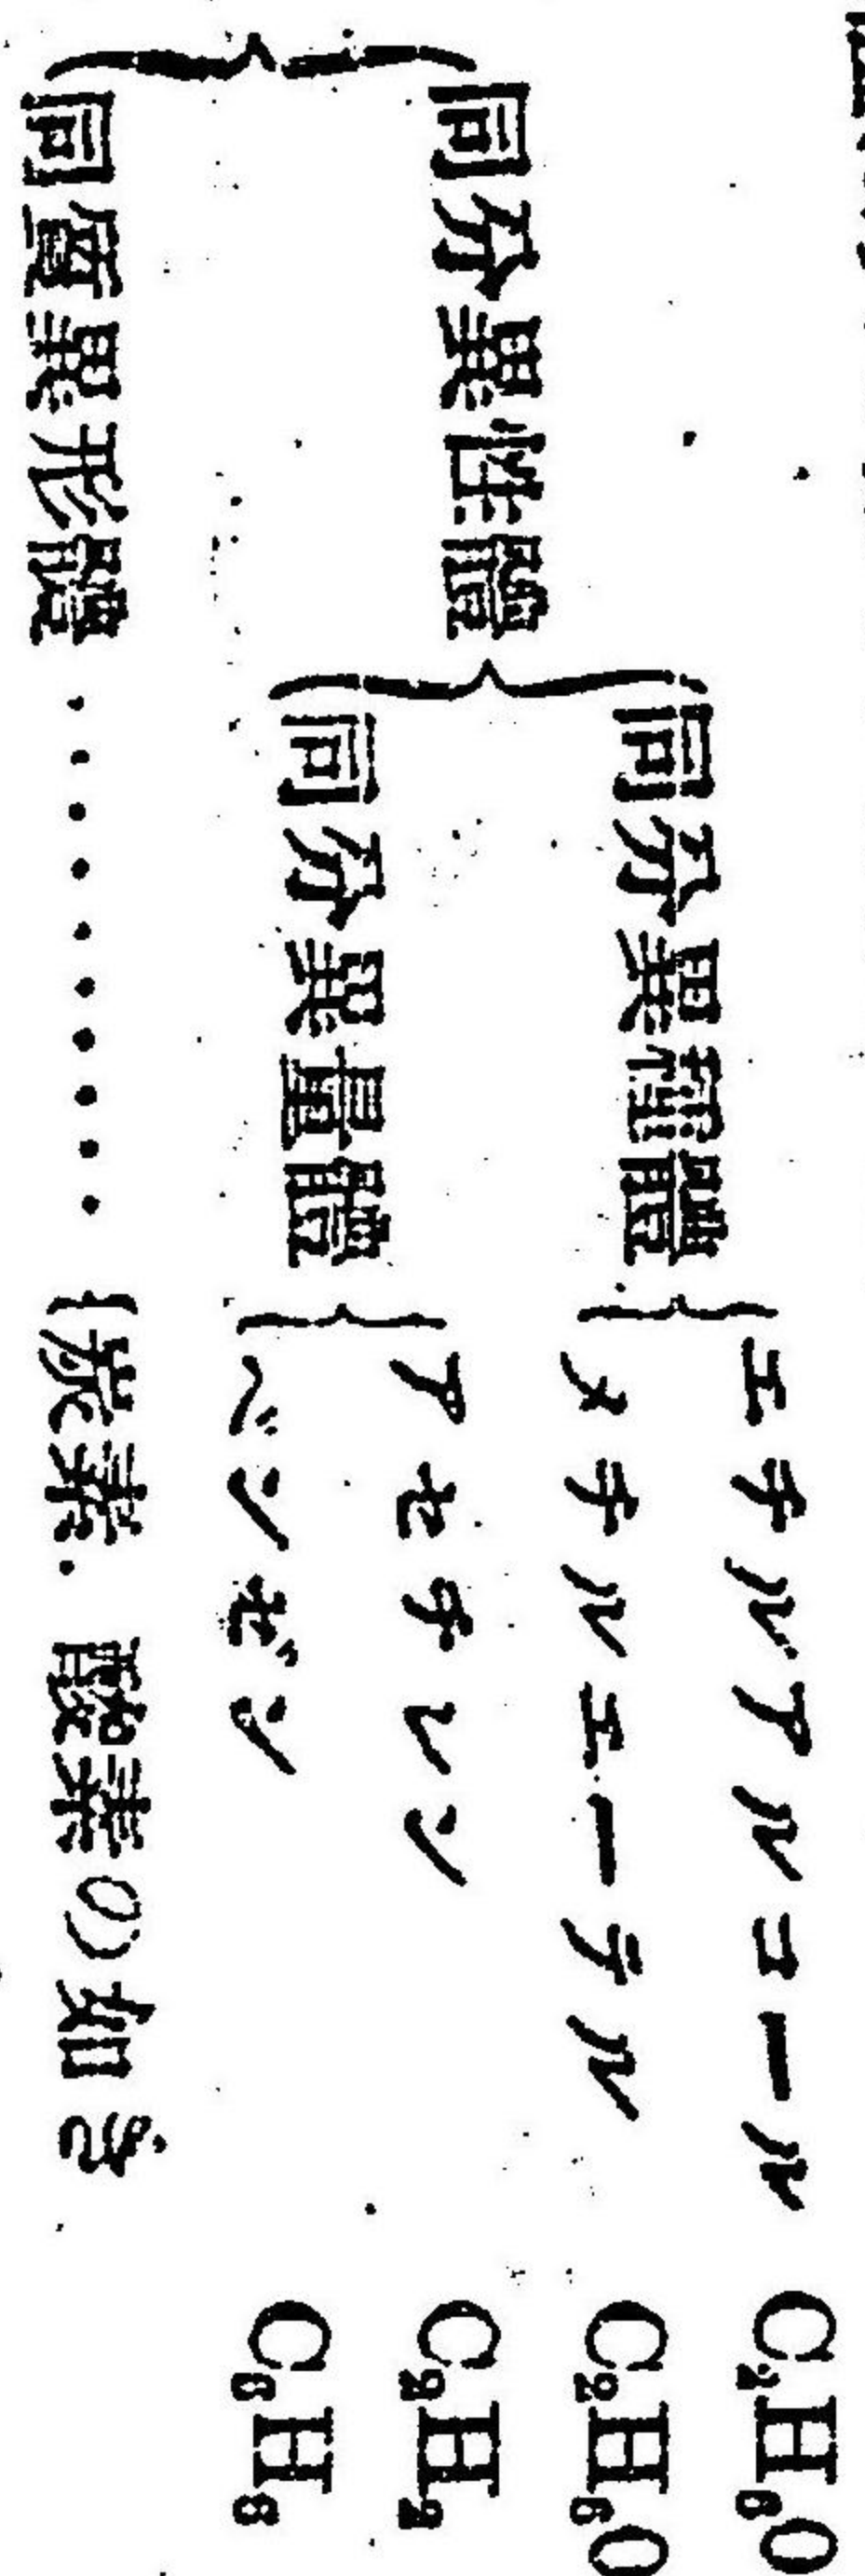 同分異性體
同分異種體
エチルアルコール C₂H₆O
メチルエーテル C₂H₆O
同分異量體
アセチレン C₂H₂
ベンゼン C₆H₆
同質異形體..........{炭素. 酸素の如き